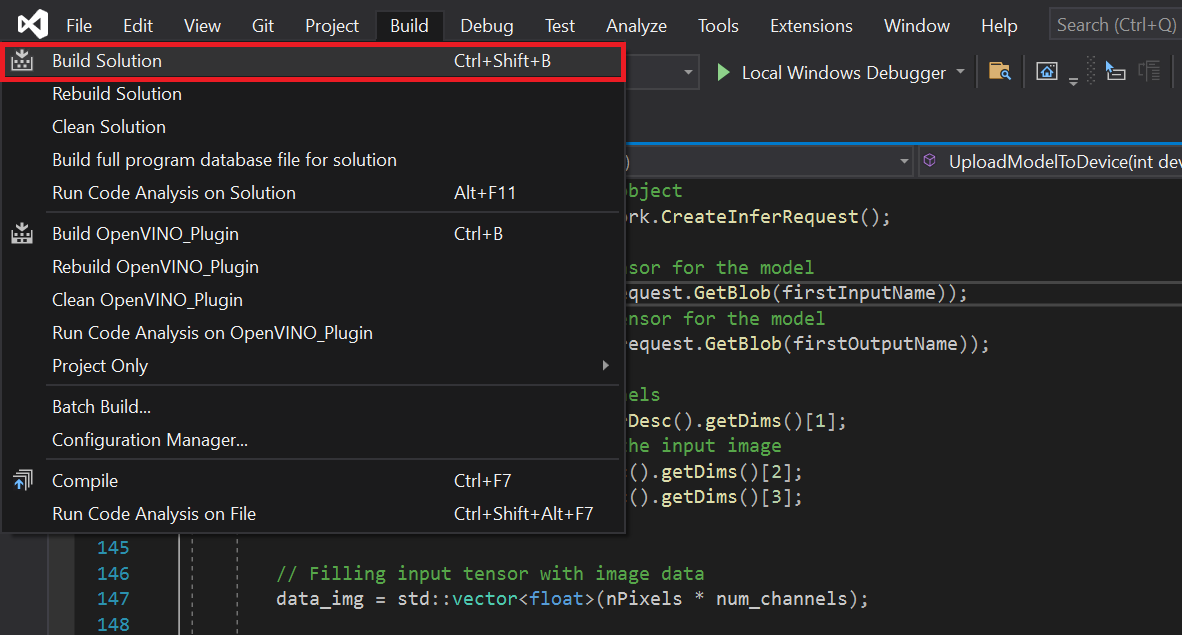 File Edit View Git Project Build Debug Test Analyze Tools Extensions Window Help Search (Ctrl+Q)
Build Solution Ctrl+Shift+B
Local Windows Debugger
Rebuild Solution
Clean Solution
Build full program database file for solution
) UploadModelToDevice(int dev
Run Code Analysis on Solution Alt+F11
bject
rk.CreateInferRequest();
Build OpenVINO_Plugin Ctrl+B
Rebuild OpenVINO_Plugin
sor for the model
Clean OpenVINO_Plugin
quest.GetBlob(firstInputName));
nsor for the model
Run Code Analysis on OpenVINO_Plugin
equest.GetBlob(firstOutputName));
Project Only
els
Batch Build...
rDesc().getDims()[1];
Configuration Manager...
he input image
().getDims()[2];
Compile Ctrl+F7
().getDims()[3];
Run Code Analysis on File Ctrl+Shift+Alt+F7
145
146 // Filling input tensor with image data
147 data_img = std::vector<float>(nPixels * num_channels);
148